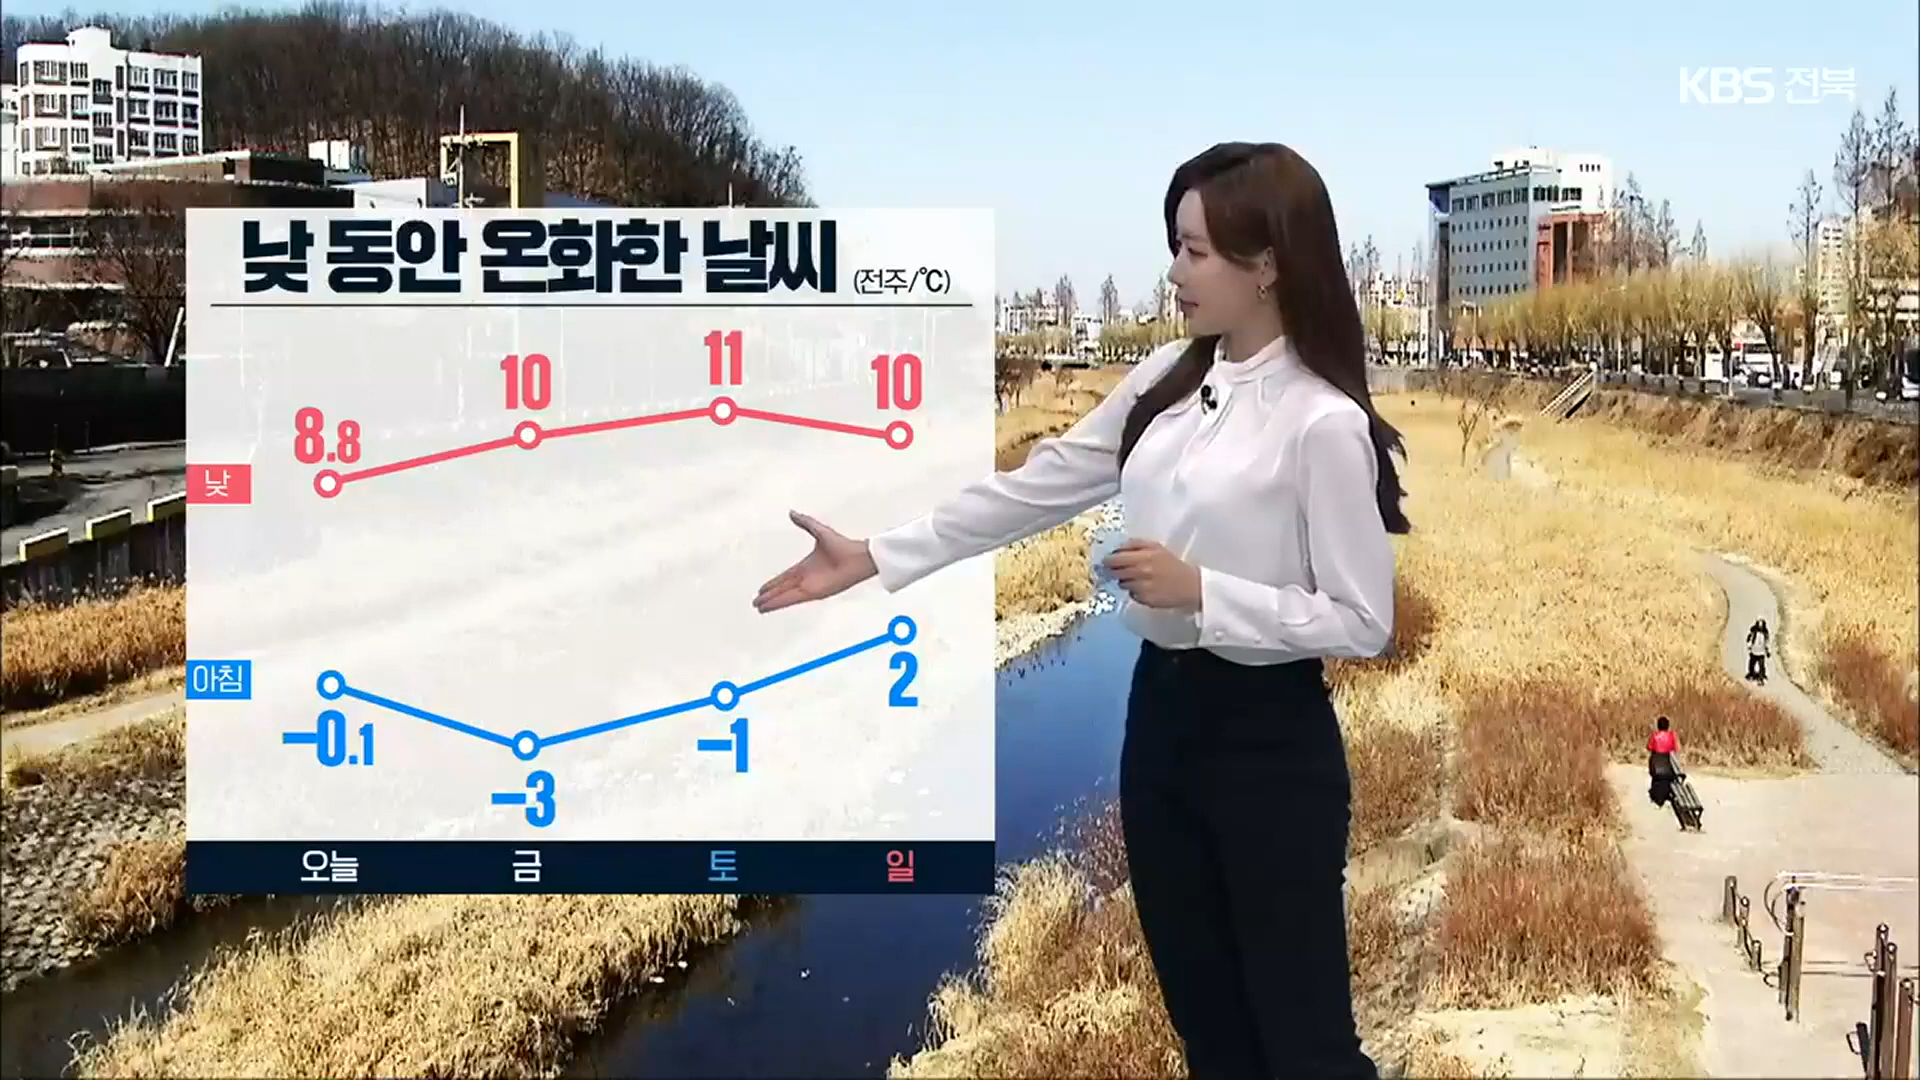 KBS 전북
낮 동안 온화한 날씨 (전주/℃)
8.8 10 11 10
낮
아침
-0.1 -3 -1 2
오늘 금 토 일